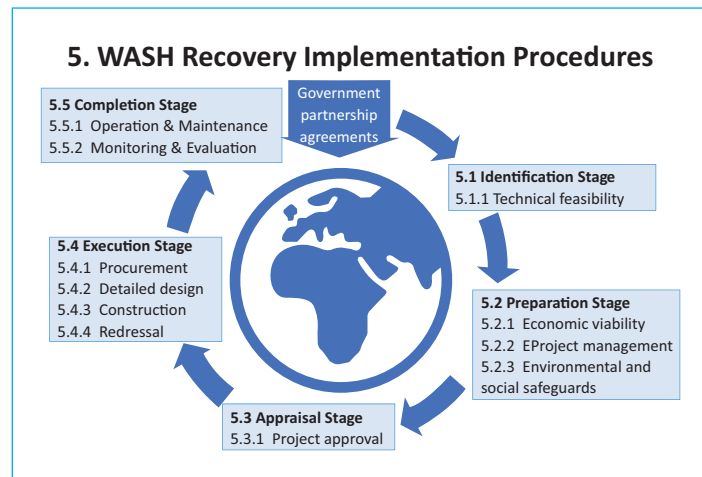 5. WASH Recovery Implementation Procedures
Government
partnership
agreements
5.1 Identification Stage
5.1.1 Technical feasibility
5.2 Preparation Stage
5.2.1 Economic viability
5.2.2 EProject management
5.2.3 Environmental and
social safeguards
5.3 Appraisal Stage
5.3.1 Project approval
5.4 Execution Stage
5.4.1 Procurement
5.4.2 Detailed design
5.4.3 Construction
5.4.4 Redressal
5.5 Completion Stage
5.5.1 Operation & Maintenance
5.5.2 Monitoring & Evaluation